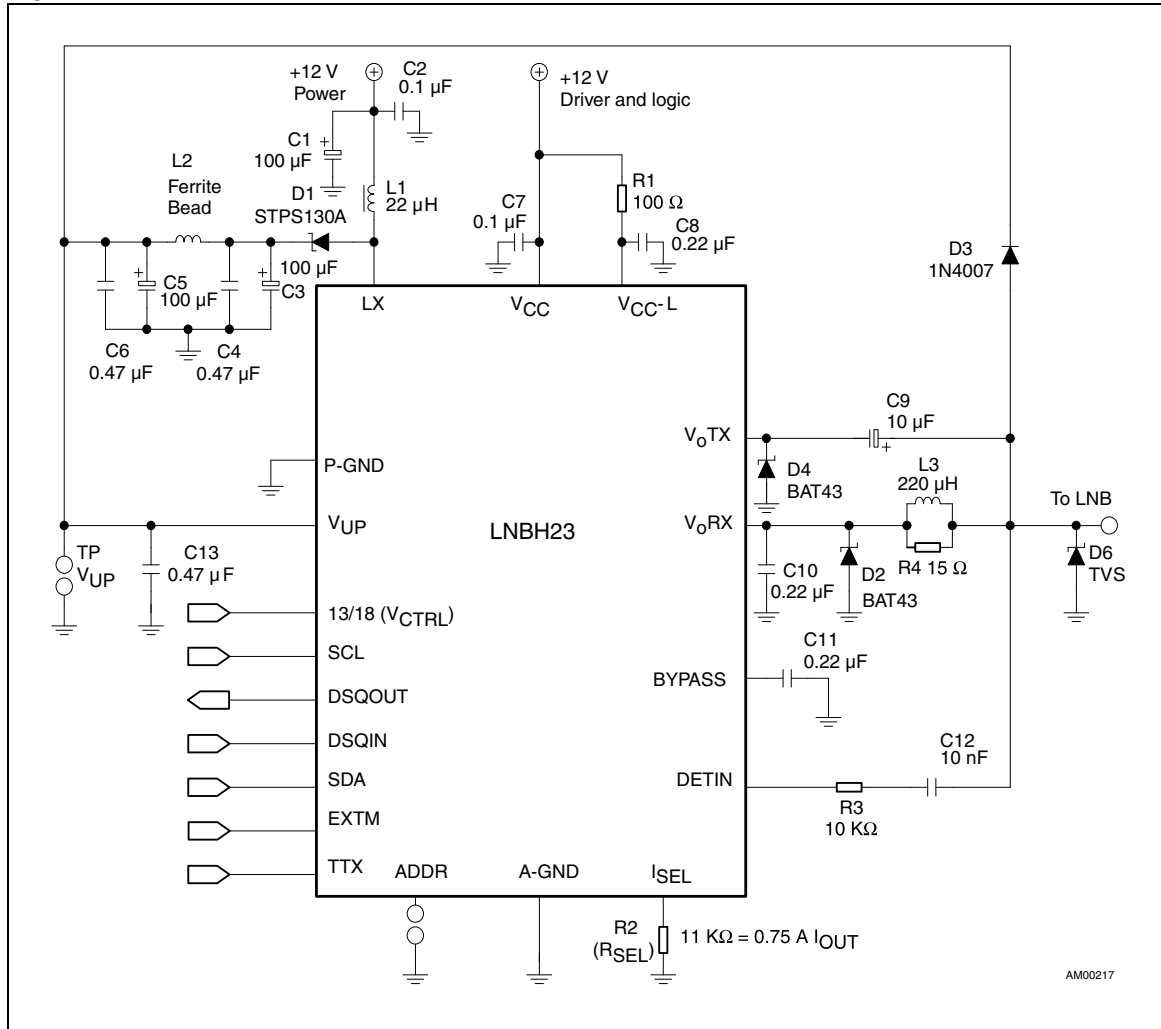 +12 V
Power
C2
0.1 µF
+12 V
Driver and logic
C1
100 µF
+
L2
Ferrite
Bead
D1
STPS130A
L1
22 µH
R1
100 Ω
C7
0.1 µF
C8
0.22 µF
D3
1N4007
+
C5
100 µF
+
100 µF
C3
C6
0.47 µF
C4
0.47 µF
LX
VCC
VCC-L
C9
10 µF
+
VoTX
D4
BAT43
L3
220 µH
P-GND
LNBH23
VoRX
To LNB
VUP
TP
VUP
C13
0.47 µF
R4 15 Ω
D6
TVS
C10
0.22 µF
D2
BAT43
13/18 (VCTRL)
SCL
C11
0.22 µF
BYPASS
DSQOUT
DSQIN
C12
10 nF
SDA
DETIN
R3
10 KΩ
EXTM
TTX
ADDR
A-GND
ISEL
R2
(RSEL)
11 KΩ = 0.75 A IOUT
AM00217